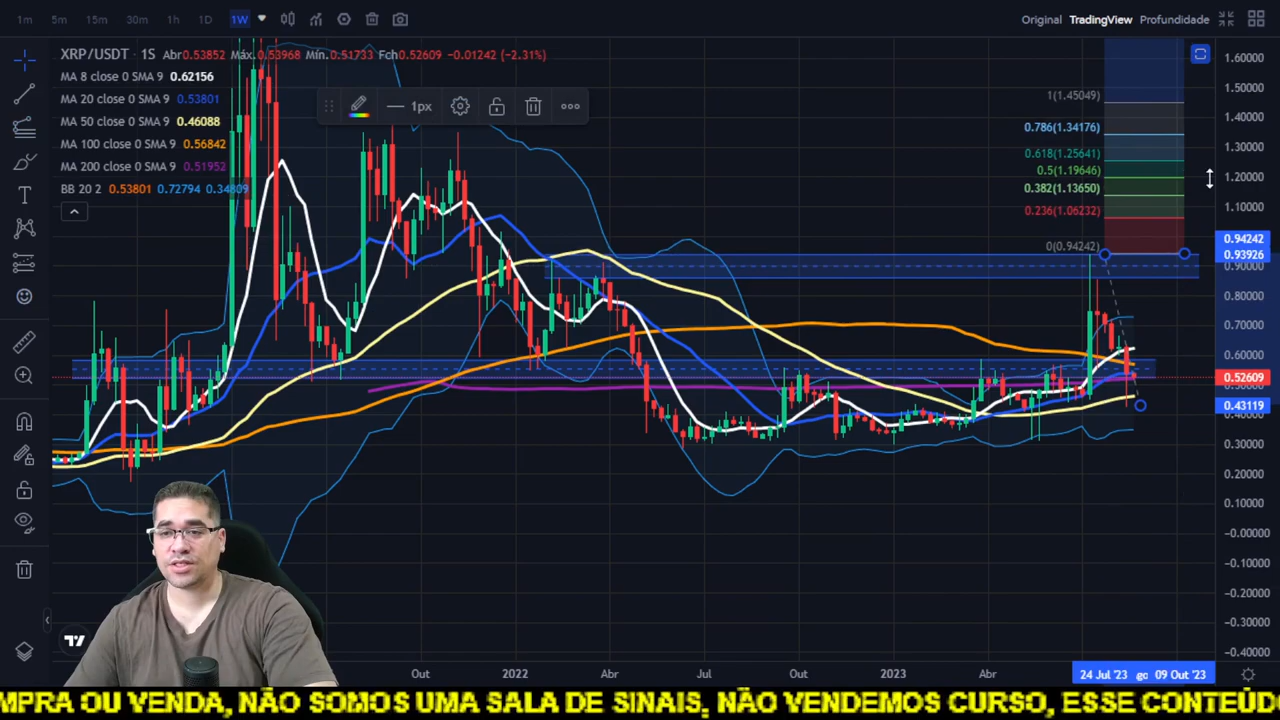 1m 5m 15m 30m 1h 1D 1W Original TradingView Profundidade
XRP/USDT · 1S Abr0.53852 Máx.0.53968 Mín.0.51733 Fch0.52609 -0.01242 (-2.31%)
MA 8 close 0 SMA 9 0.62156
MA 20 close 0 SMA 9 0.53801
MA 50 close 0 SMA 9 0.46088
MA 100 close 0 SMA 9 0.56842
MA 200 close 0 SMA 9 0.51952
BB 20 2 0.53801 0.72794 0.34809
1px
1(1.45049)
0.786(1.34176)
0.618(1.25641)
0.5(1.19646)
0.382(1.13650)
0.236(1.06232)
0(0.94242)
1.60000
1.50000
1.40000
1.30000
1.20000
1.10000
0.94242
0.93926
0.90000
0.80000
0.70000
0.60000
0.52609
0.43119
0.30000
0.20000
0.10000
-0.00000
-0.10000
-0.20000
-0.30000
-0.40000
Out 2022 Abr Jul Out 2023 Abr 24 Jul '23 09 Out '23
MPRA OU VENDA, NÃO SOMOS UMA SALA DE SINAIS, NÃO VENDEMOS CURSO, ESSE CONTEÚD